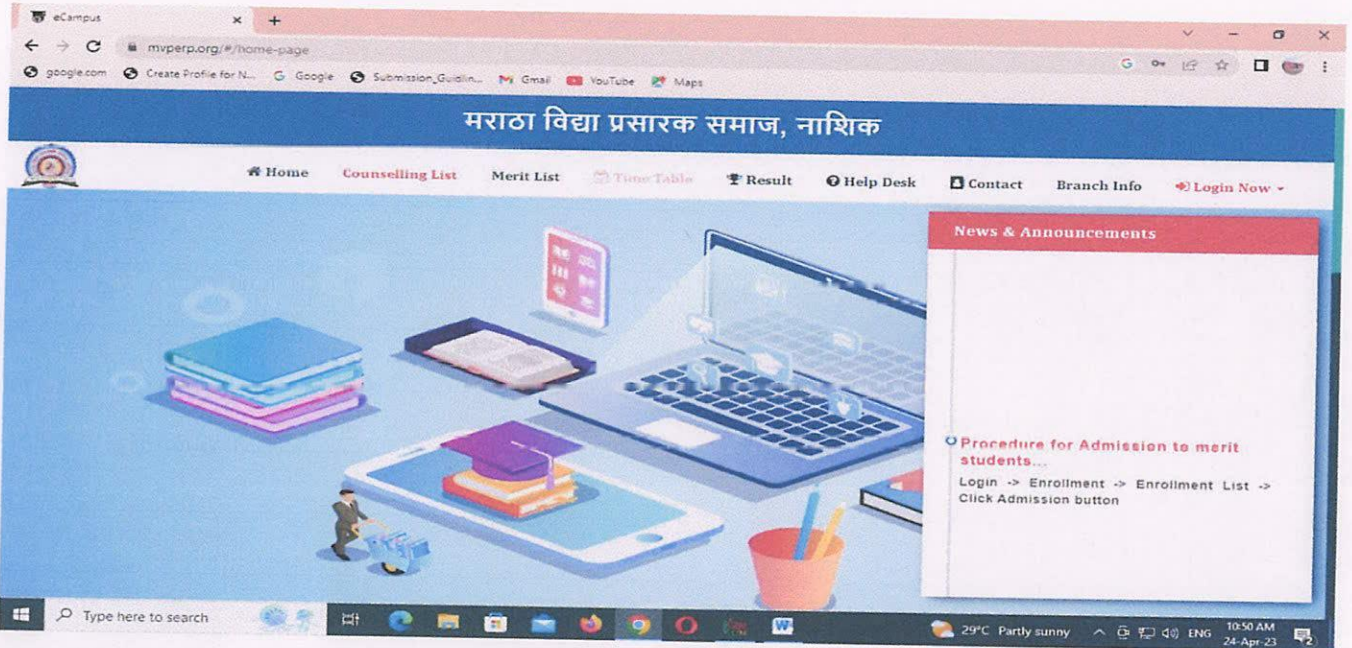 eCampus
mvperp.org/#/home-page
google.com Create Profile for N... Google Submission_Guidlin... Gmail YouTube Maps
मराठा विद्या प्रसारक समाज, नाशिक
Home Counselling List Merit List Time Table Result Help Desk Contact Branch Info Login Now
News & Announcements
Procedure for Admission to merit
students...
Login -> Enrollment -> Enrollment List ->
Click Admission button
Type here to search
29°C Partly sunny ENG 10:50 AM
24-Apr-23
2